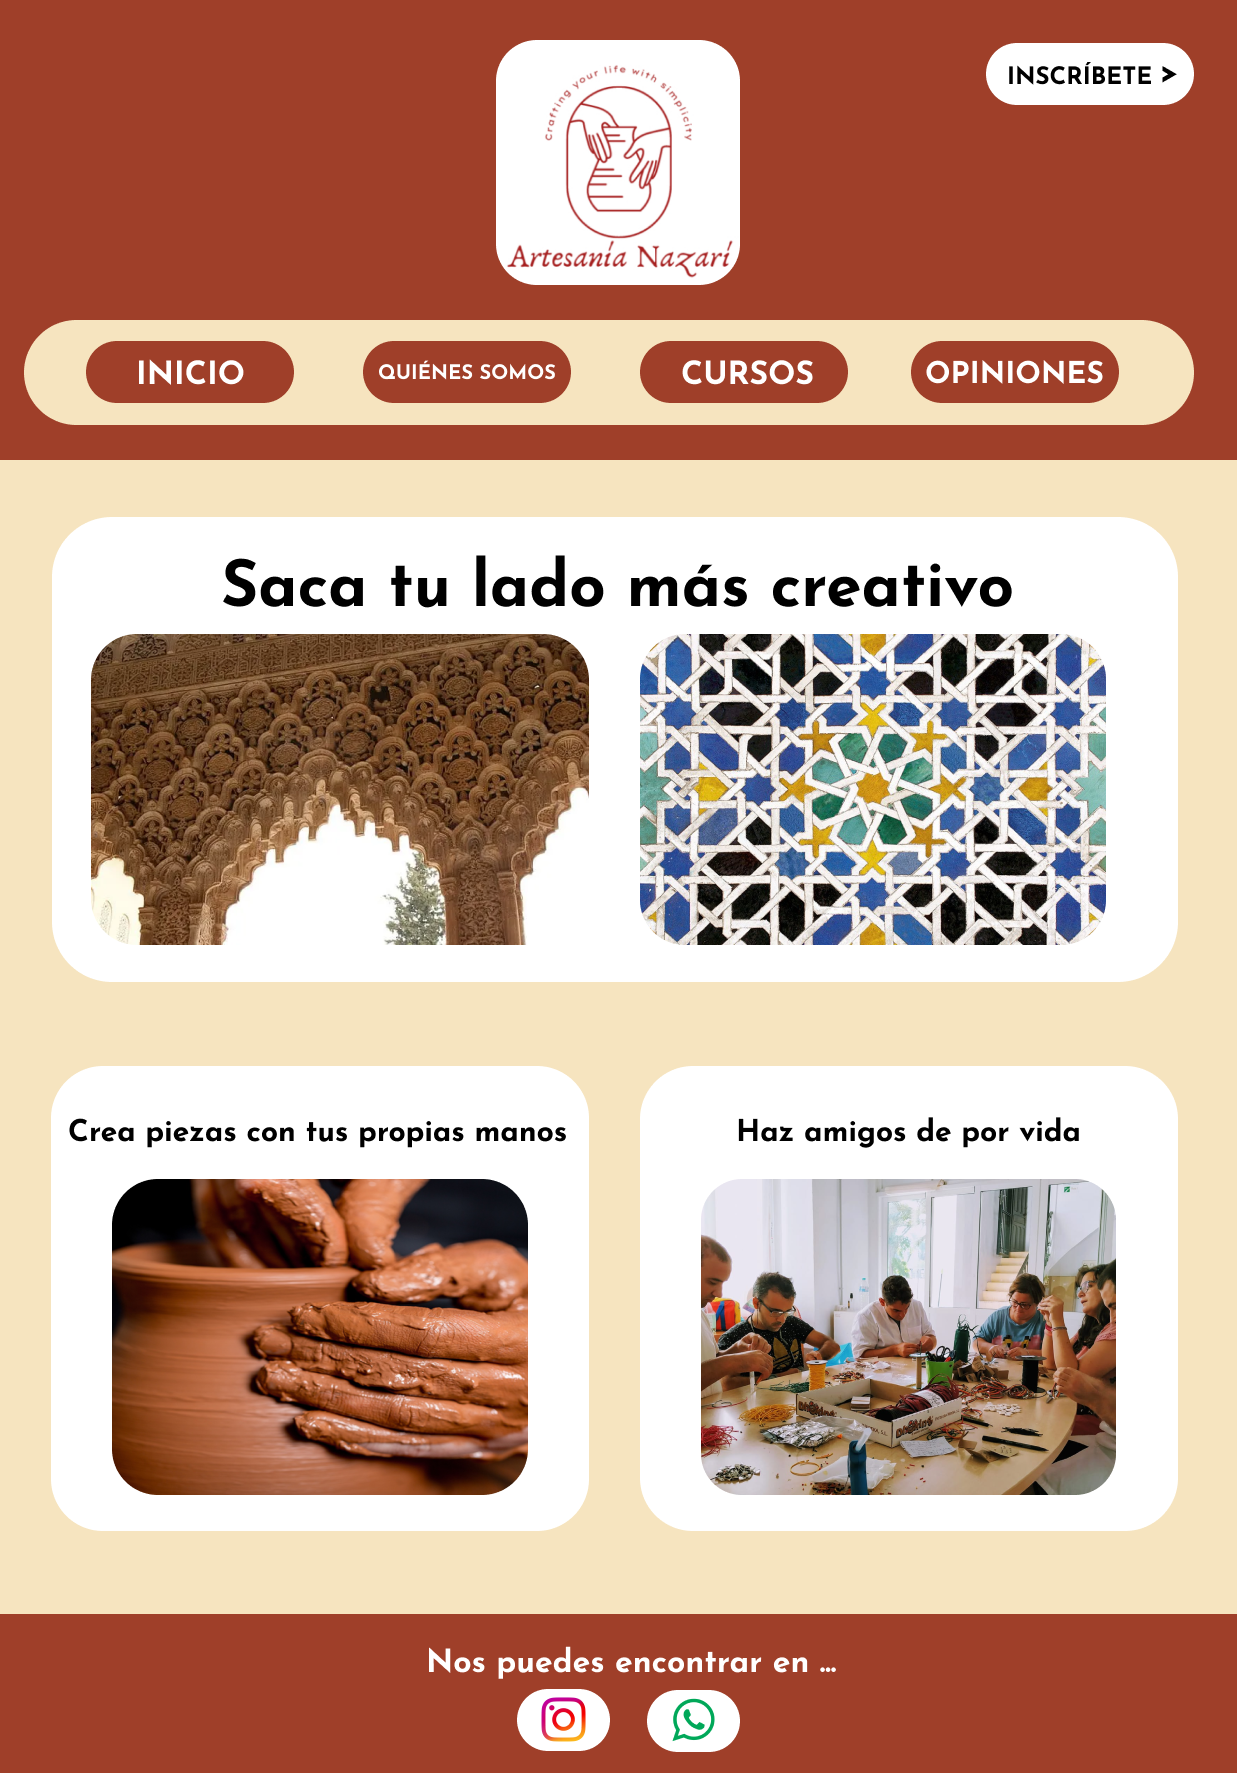 Crafting your life with simplicity
Artesanía Nazarí
INSCRÍBETE >
INICIO
QUIÉNES SOMOS
CURSOS
OPINIONES
Saca tu lado más creativo
Crea piezas con tus propias manos
Haz amigos de por vida
Nos puedes encontrar en ...